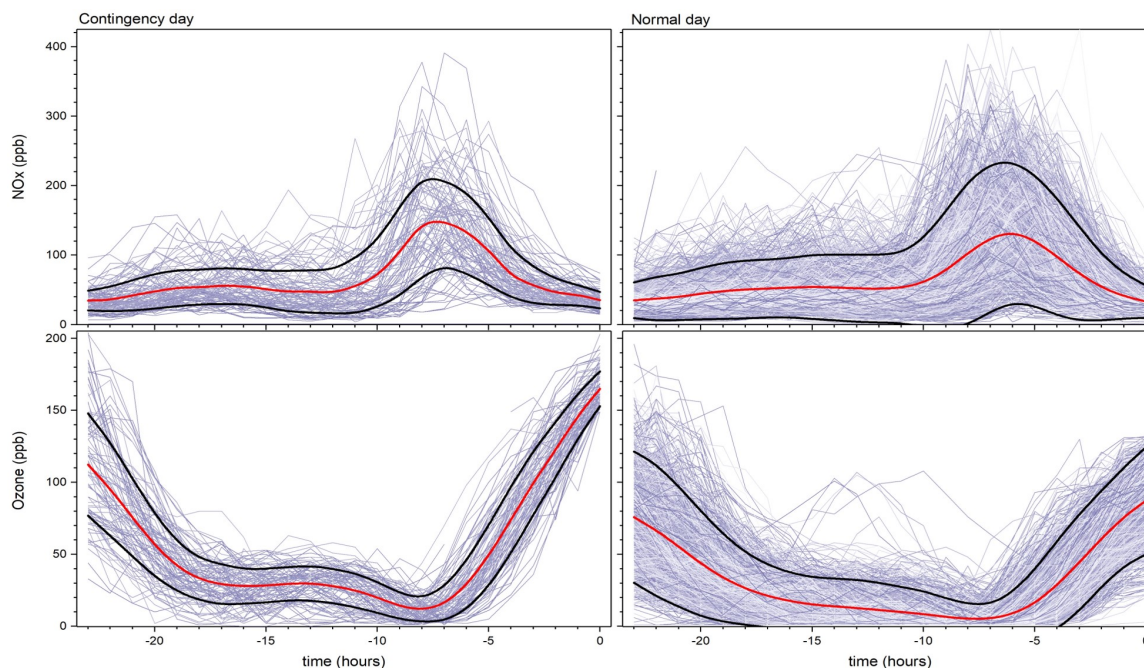 Contingency day
Normal day
NOx (ppb)
400
300
200
100
0
Ozone (ppb)
200
150
100
50
0
-20 -15 -10 -5 0
-20 -15 -10 -5 0
time (hours)
time (hours)